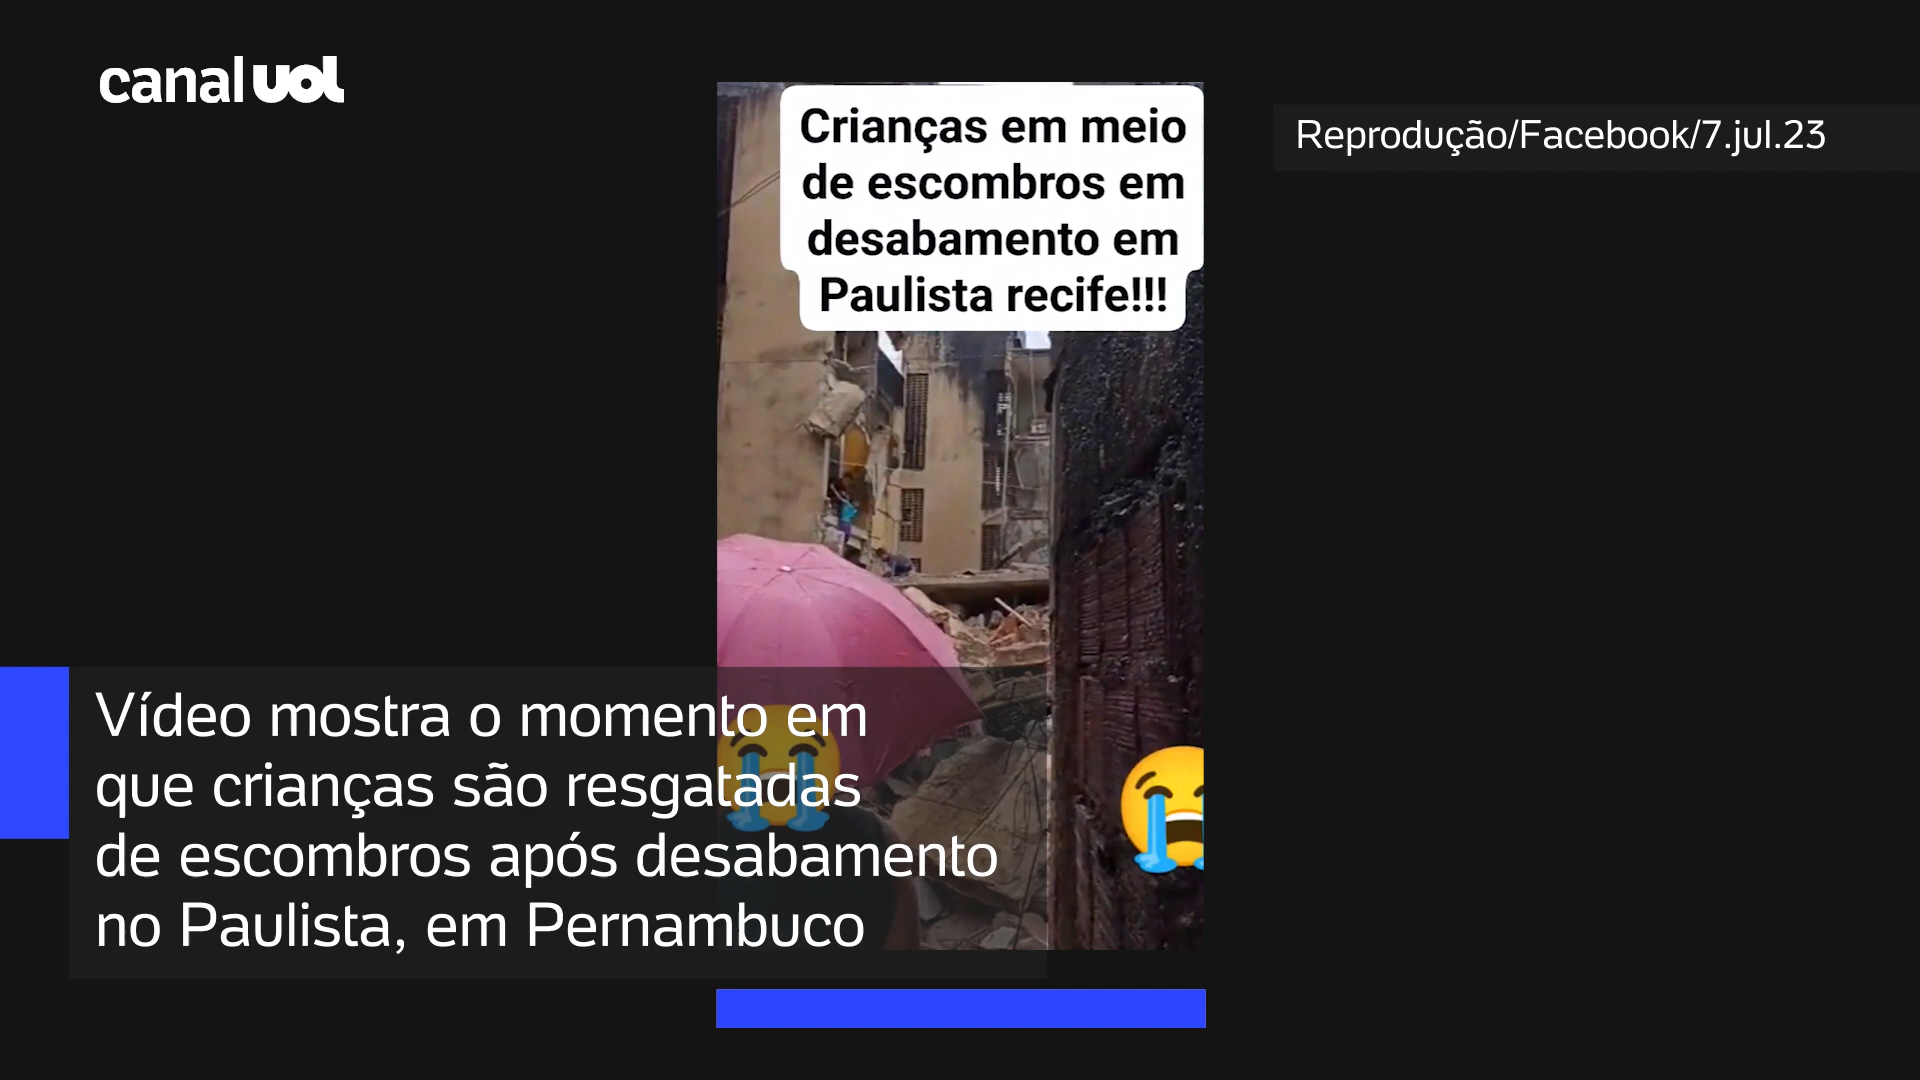 canal uol
Crianças em meio
de escombros em
desabamento em
Paulista recife!!!
Reprodução/Facebook/7.jul.23
Vídeo mostra o momento em
que crianças são resgatadas
de escombros após desabamento
no Paulista, em Pernambuco